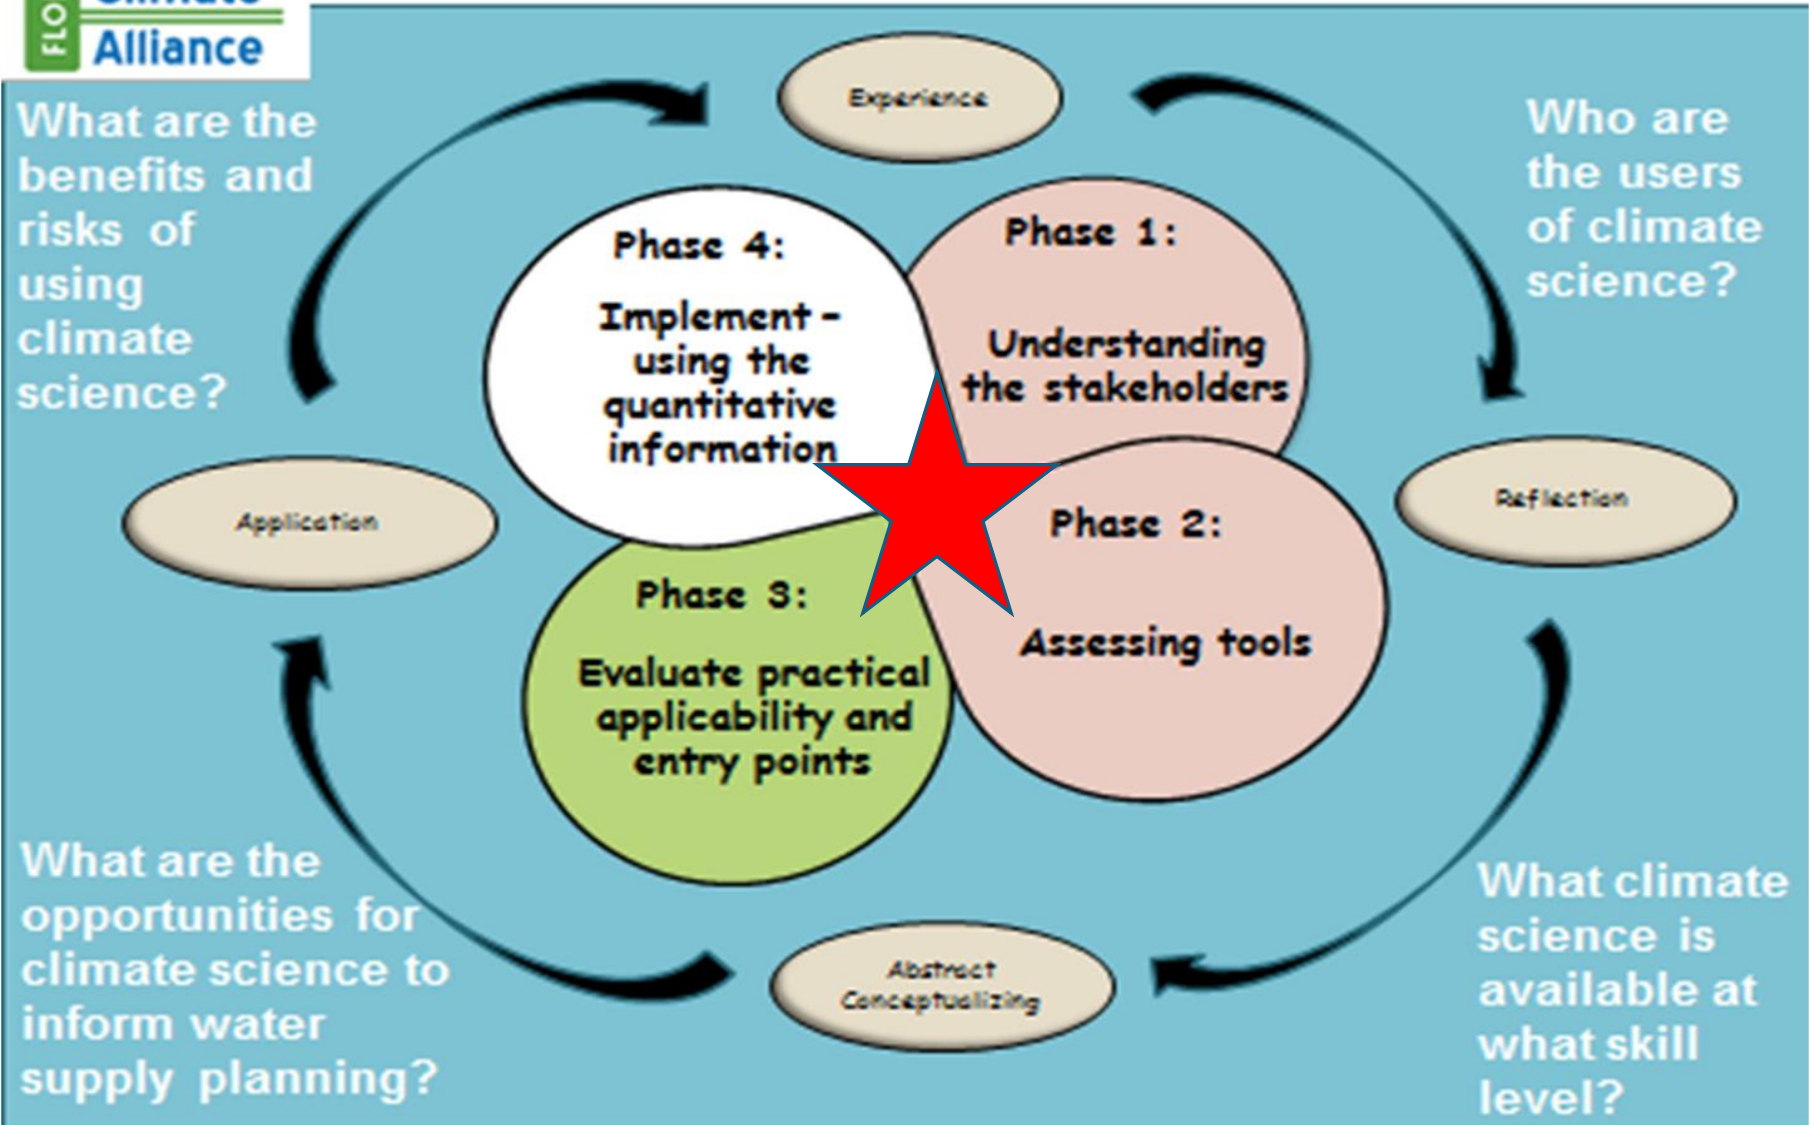 FLO
Climate
Alliance
What are the
benefits and
risks of
using
climate
science?
Experience
Who are
the users
of climate
science?
Phase 4:
Implement -
using the
quantitative
information
Phase 1:
Understanding
the stakeholders
Application
Reflection
Phase 2:
Assessing tools
Phase 3:
Evaluate practical
applicability and
entry points
What are the
opportunities for
climate science to
inform water
supply planning?
Abstract
Conceptualizing
What climate
science is
available at
what skill
level?